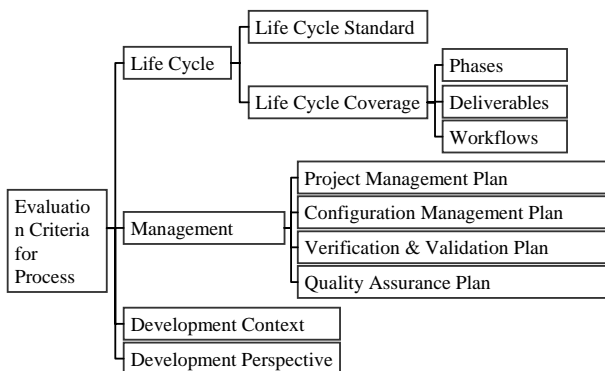 Life Cycle Standard
Life Cycle
Phases
Life Cycle Coverage
Deliverables
Workflows
Evaluatio
n Criteria
for
Process
Project Management Plan
Configuration Management Plan
Management
Verification & Validation Plan
Quality Assurance Plan
Development Context
Development Perspective